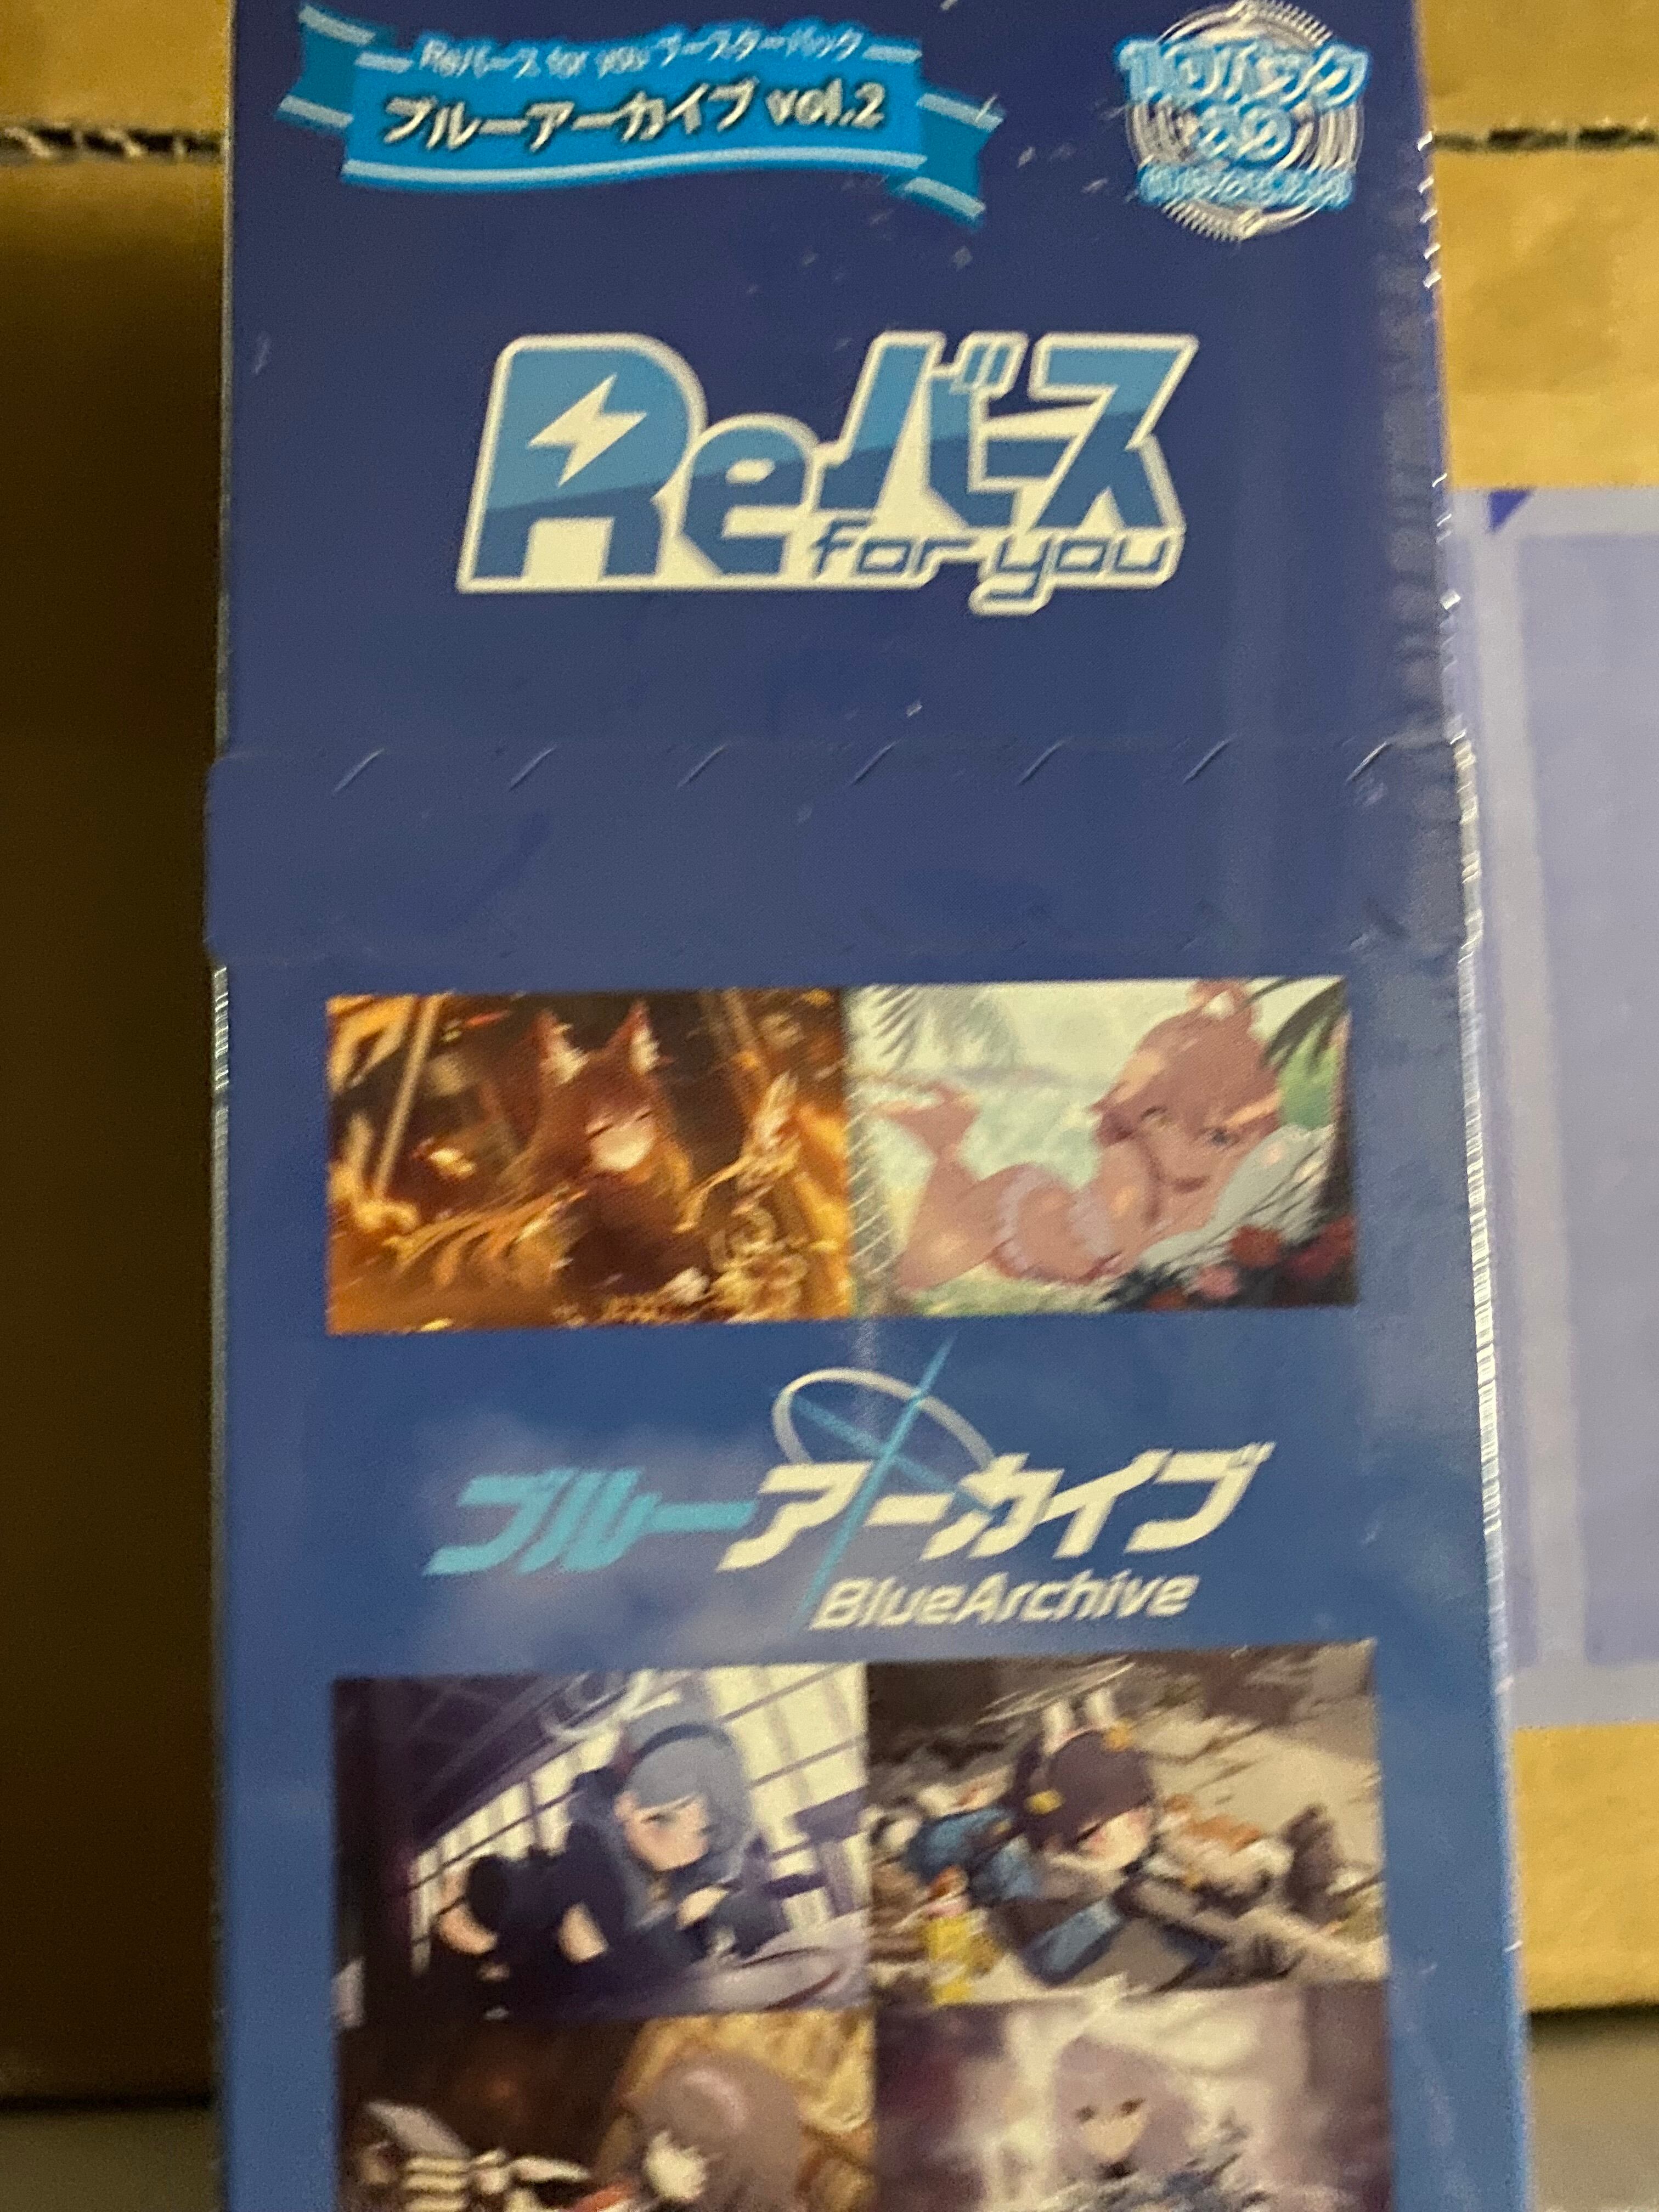 Reバース for you ブースターパック
ブルーアーカイブ vol.2
Reバース
for you
ブルーアーカイブ
BlueArchive